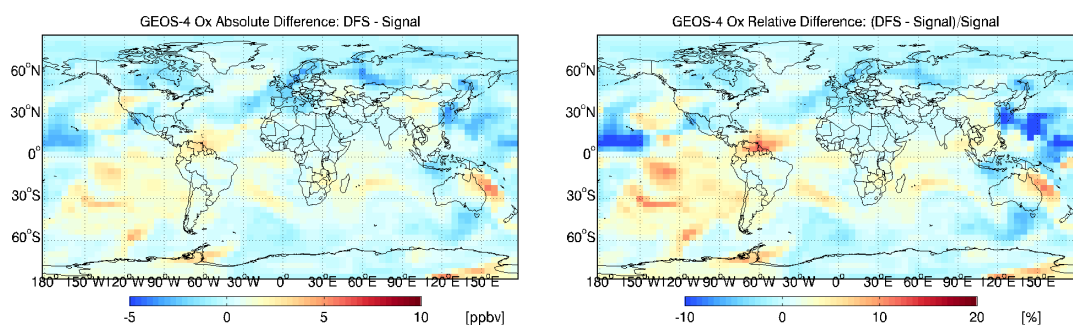 GEOS-4 Ox Absolute Difference: DFS - Signal
60°N
30°N
0°
30°S
60°S
180°150°W120°W90°W 60°W 30°W 0° 30°E 60°E 90°E 120°E 150°E
-5 0 5 10 [ppbv]
GEOS-4 Ox Relative Difference: (DFS - Signal)/Signal
60°N
30°N
0°
30°S
60°S
180°150°W120°W90°W 60°W 30°W 0° 30°E 60°E 90°E 120°E 150°E
-10 0 10 20 [%]